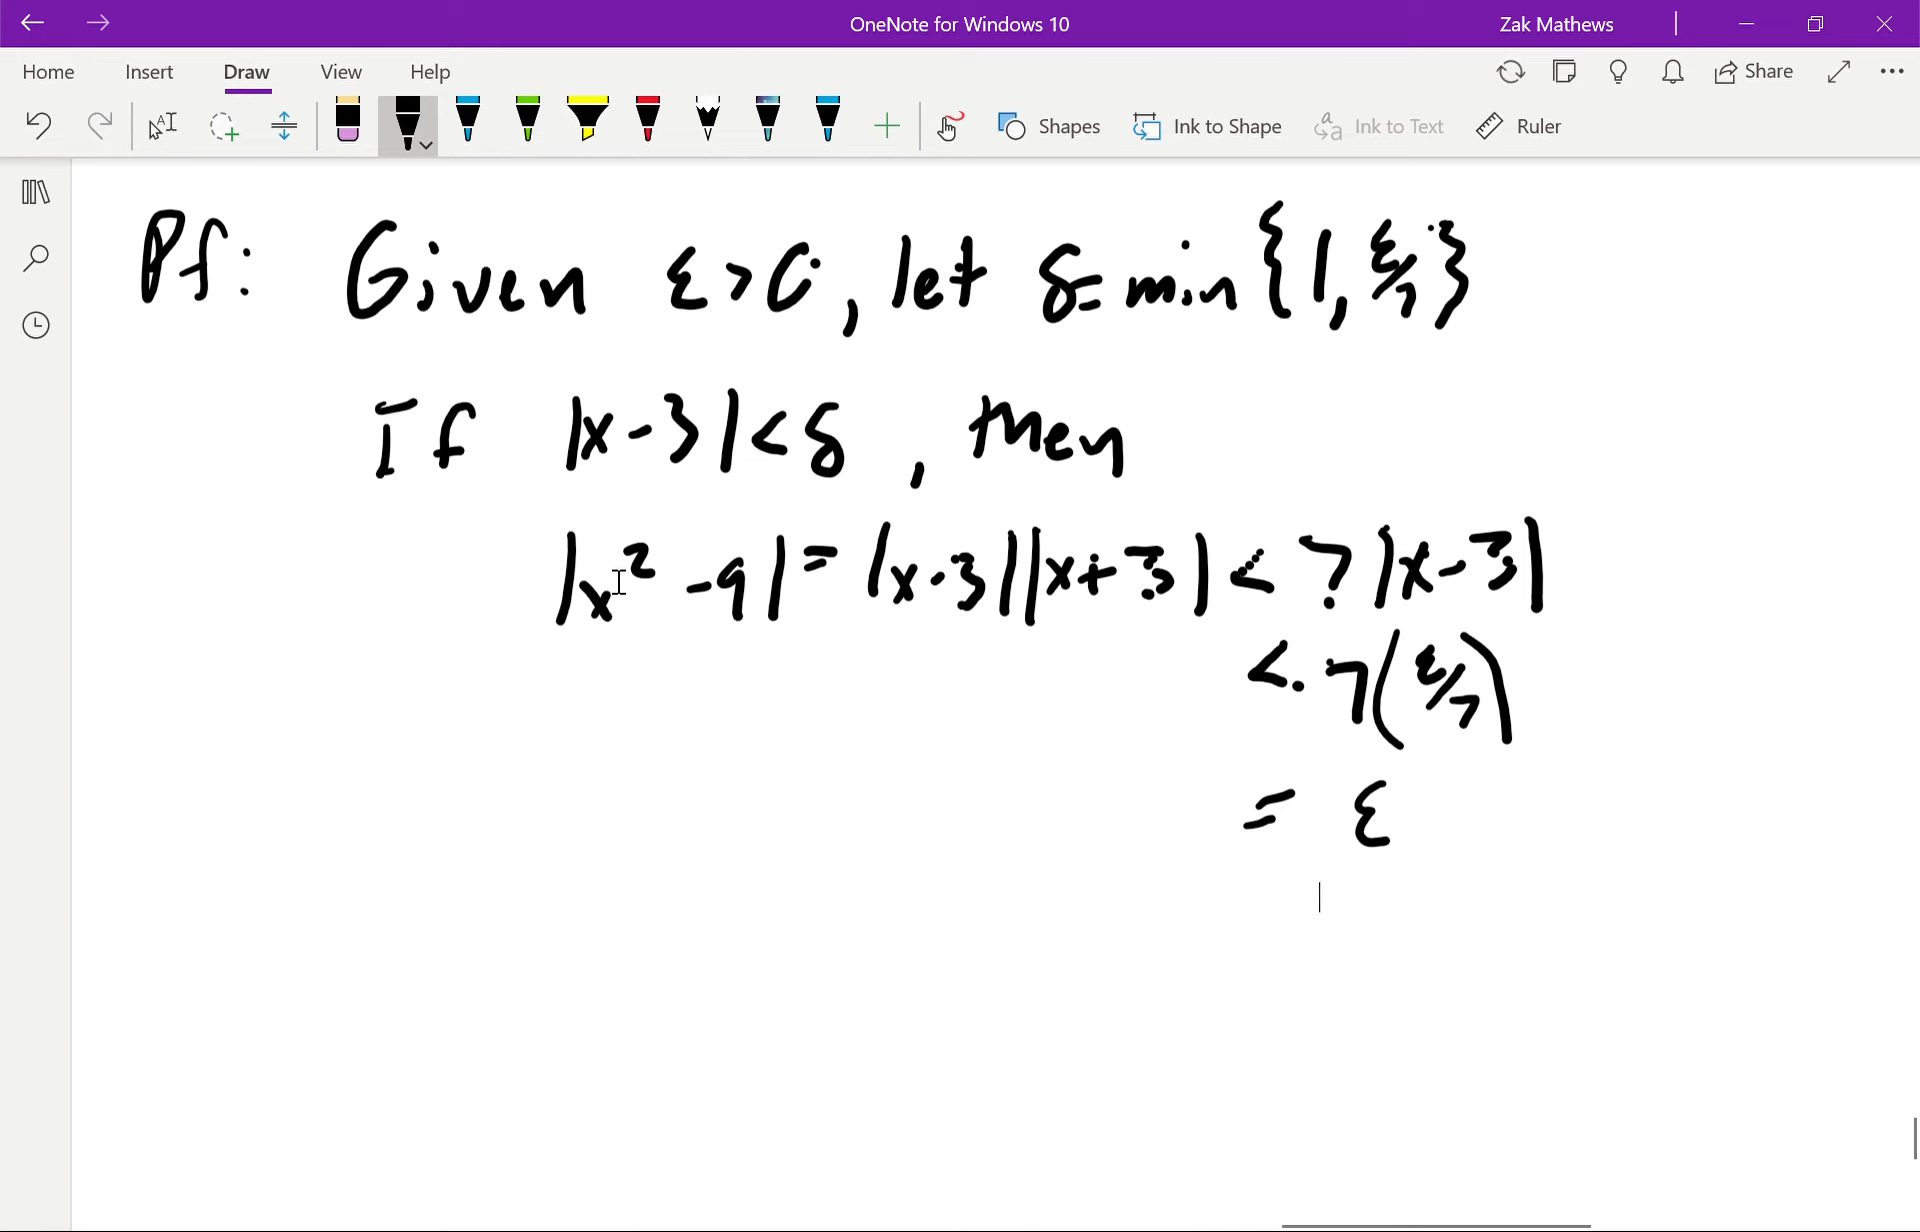 OneNote for Windows 10
Zak Mathews
Home Insert Draw View Help
Share
Shapes Ink to Shape Ink to Text Ruler
Pf: Given ε>0, let δ=min{1, ε/7}
If |x-3|<δ, then
|x²-9|=|x-3||x+3|<7|x-3|
<7(ε/7)
= ε